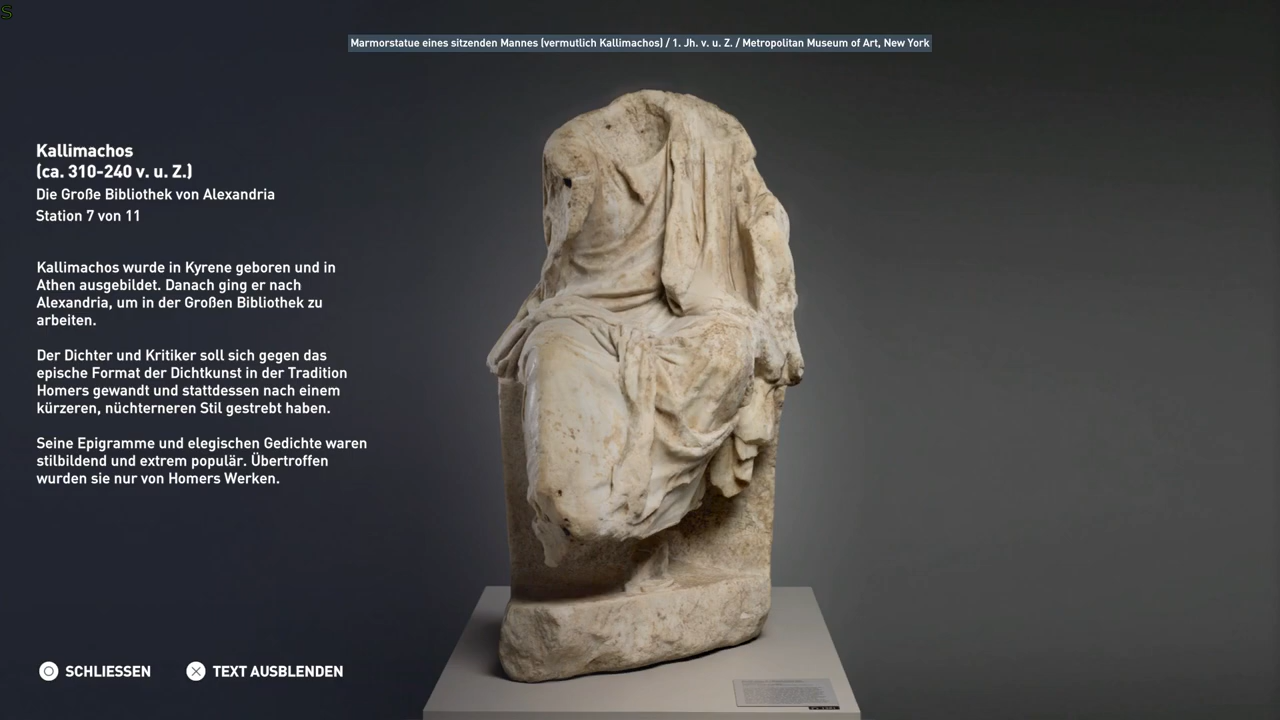 S
Marmorstatue eines sitzenden Mannes (vermutlich Kallimachos) / 1. Jh. v. u. Z. / Metropolitan Museum of Art, New York
Kallimachos
(ca. 310-240 v. u. Z.)
Die Große Bibliothek von Alexandria
Station 7 von 11
Kallimachos wurde in Kyrene geboren und in
Athen ausgebildet. Danach ging er nach
Alexandria, um in der Großen Bibliothek zu
arbeiten.
Der Dichter und Kritiker soll sich gegen das
epische Format der Dichtkunst in der Tradition
Homers gewandt und stattdessen nach einem
kürzeren, nüchterneren Stil gestrebt haben.
Seine Epigramme und elegischen Gedichte waren
stilbildend und extrem populär. Übertroffen
wurden sie nur von Homers Werken.
SCHLIESSEN
TEXT AUSBLENDEN